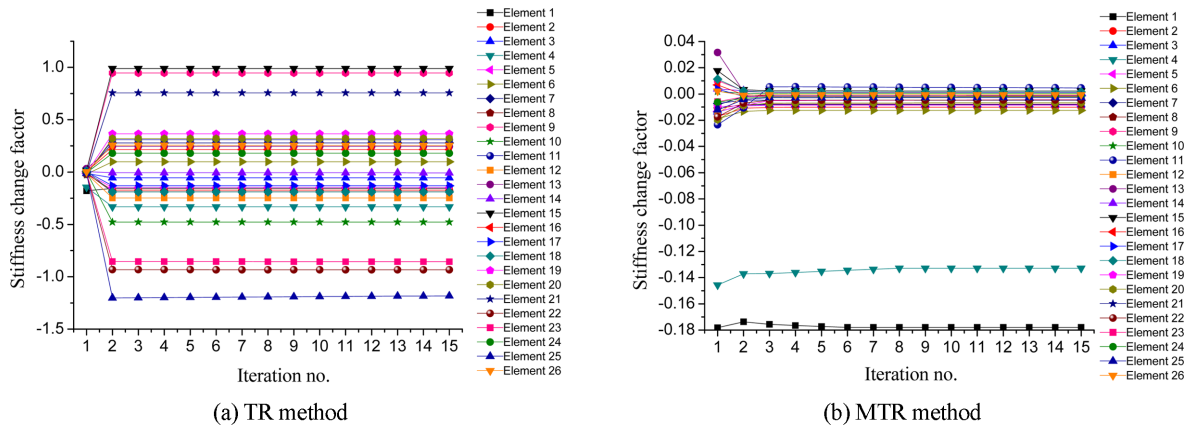 Stiffness change factor
1.0
0.5
0.0
-0.5
-1.0
-1.5
1 2 3 4 5 6 7 8 9 10 11 12 13 14 15
Iteration no.
Element 1
Element 2
Element 3
Element 4
Element 5
Element 6
Element 7
Element 8
Element 9
Element 10
Element 11
Element 12
Element 13
Element 14
Element 15
Element 16
Element 17
Element 18
Element 19
Element 20
Element 21
Element 22
Element 23
Element 24
Element 25
Element 26
(a) TR method
Stiffness change factor
0.04
0.02
0.00
-0.02
-0.04
-0.06
-0.08
-0.10
-0.12
-0.14
-0.16
-0.18
1 2 3 4 5 6 7 8 9 10 11 12 13 14 15
Iteration no.
Element 1
Element 2
Element 3
Element 4
Element 5
Element 6
Element 7
Element 8
Element 9
Element 10
Element 11
Element 12
Element 13
Element 14
Element 15
Element 16
Element 17
Element 18
Element 19
Element 20
Element 21
Element 22
Element 23
Element 24
Element 25
Element 26
(b) MTR method